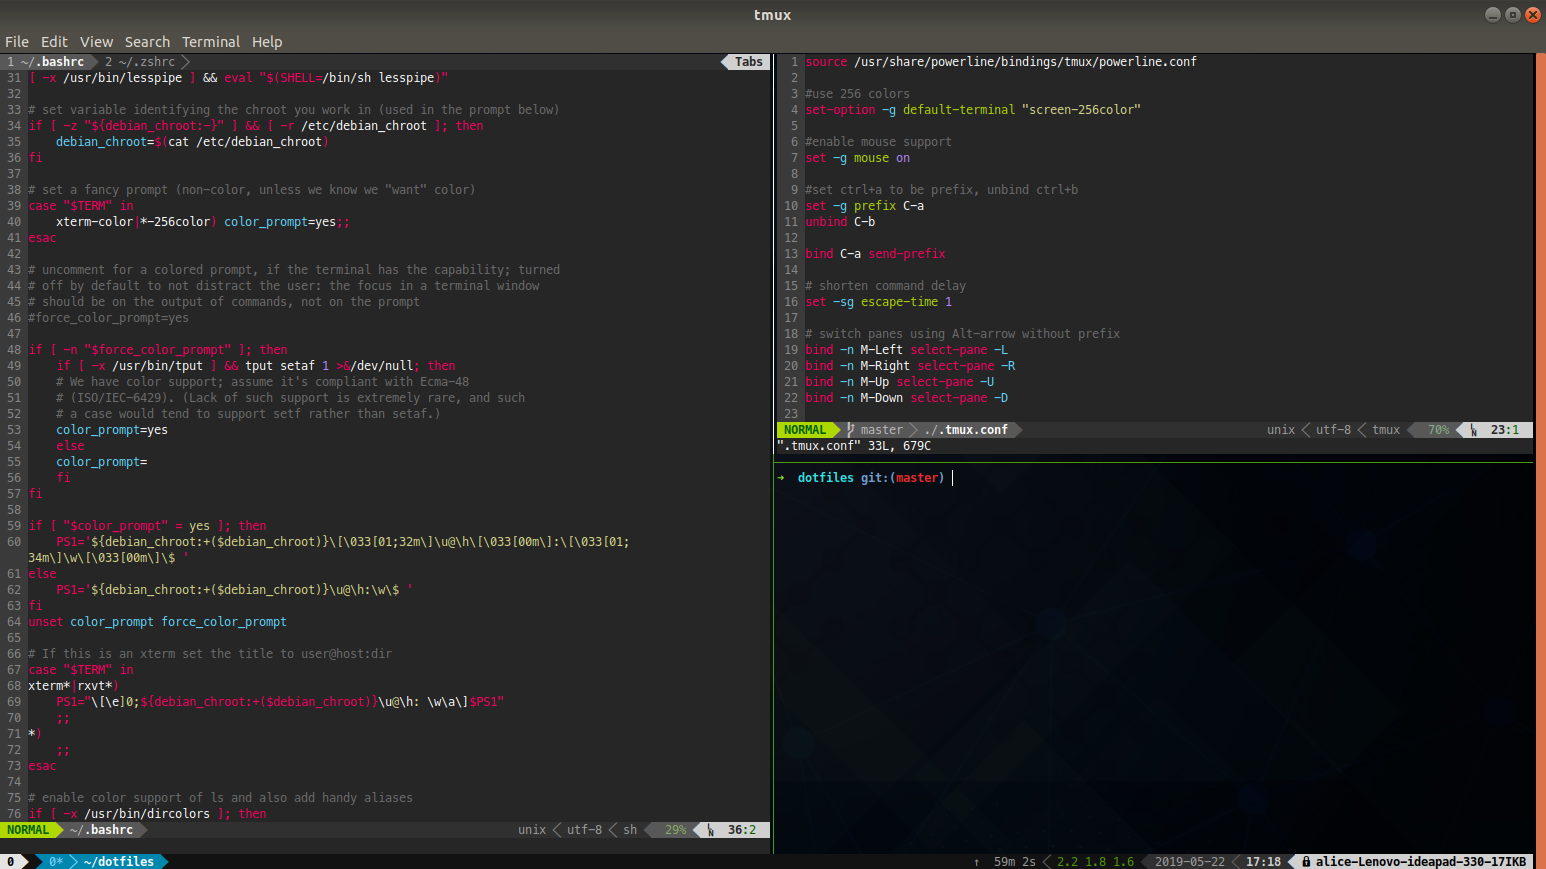 tmux
File Edit View Search Terminal Help
1 ~/.bashrc 2 ~/.zshrc Tabs
31 [ -x /usr/bin/lesspipe ] && eval "$(SHELL=/bin/sh lesspipe)"
32
33 # set variable identifying the chroot you work in (used in the prompt below)
34 if [ -z "${debian_chroot:-}" ] && [ -r /etc/debian_chroot ]; then
35     debian_chroot=$(cat /etc/debian_chroot)
36 fi
37
38 # set a fancy prompt (non-color, unless we know we "want" color)
39 case "$TERM" in
40     xterm-color|*-256color) color_prompt=yes;;
41 esac
42
43 # uncomment for a colored prompt, if the terminal has the capability; turned
44 # off by default to not distract the user: the focus in a terminal window
45 # should be on the output of commands, not on the prompt
46 #force_color_prompt=yes
47
48 if [ -n "$force_color_prompt" ]; then
49     if [ -x /usr/bin/tput ] && tput setaf 1 >&/dev/null; then
50     # We have color support; assume it's compliant with Ecma-48
51     # (ISO/IEC-6429). (Lack of such support is extremely rare, and such
52     # a case would tend to support setf rather than setaf.)
53     color_prompt=yes
54     else
55     color_prompt=
56     fi
57 fi
58
59 if [ "$color_prompt" = yes ]; then
60     PS1='${debian_chroot:+($debian_chroot)}\[\033[01;32m\]\u@\h\[\033[00m\]:\[\033[01;
34m\]\w\[\033[00m\]\$ '
61 else
62     PS1='${debian_chroot:+($debian_chroot)}\u@\h:\w\$ '
63 fi
64 unset color_prompt force_color_prompt
65
66 # If this is an xterm set the title to user@host:dir
67 case "$TERM" in
68 xterm*|rxvt*)
69     PS1="\[\e]0;${debian_chroot:+($debian_chroot)}\u@\h: \w\a\]$PS1"
70     ;;
71 *)
72     ;;
73 esac
74
75 # enable color support of ls and also add handy aliases
76 if [ -x /usr/bin/dircolors ]; then
NORMAL ~/.bashrc unix utf-8 sh 29% LN 36:2
1 source /usr/share/powerline/bindings/tmux/powerline.conf
2
3 #use 256 colors
4 set-option -g default-terminal "screen-256color"
5
6 #enable mouse support
7 set -g mouse on
8
9 #set ctrl+a to be prefix, unbind ctrl+b
10 set -g prefix C-a
11 unbind C-b
12
13 bind C-a send-prefix
14
15 # shorten command delay
16 set -sg escape-time 1
17
18 # switch panes using Alt-arrow without prefix
19 bind -n M-Left select-pane -L
20 bind -n M-Right select-pane -R
21 bind -n M-Up select-pane -U
22 bind -n M-Down select-pane -D
23
NORMAL master ./.tmux.conf unix utf-8 tmux 70% LN 23:1
".tmux.conf" 33L, 679C
➜ dotfiles git:(master)
0 0* ~/dotfiles ↑ 59m 2s 2.2 1.8 1.6 2019-05-22 17:18 alice-Lenovo-ideapad-330-17IKB